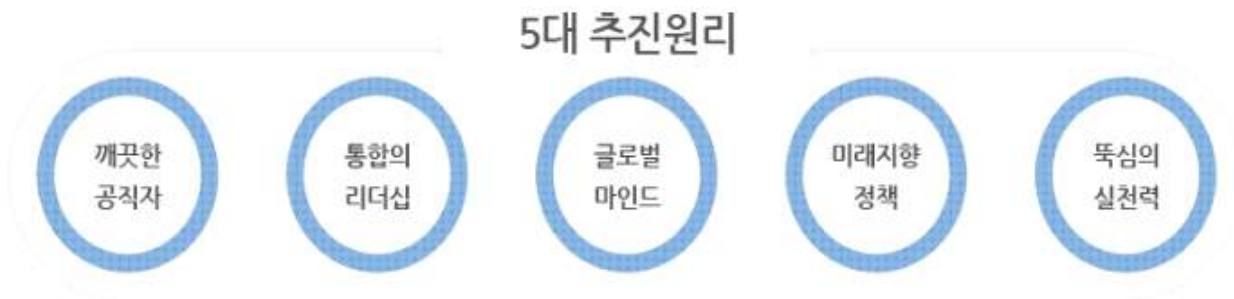 5대 추진원리
깨끗한
공직자
통합의
리더십
글로벌
마인드
미래지향
정책
뚝심의
실천력